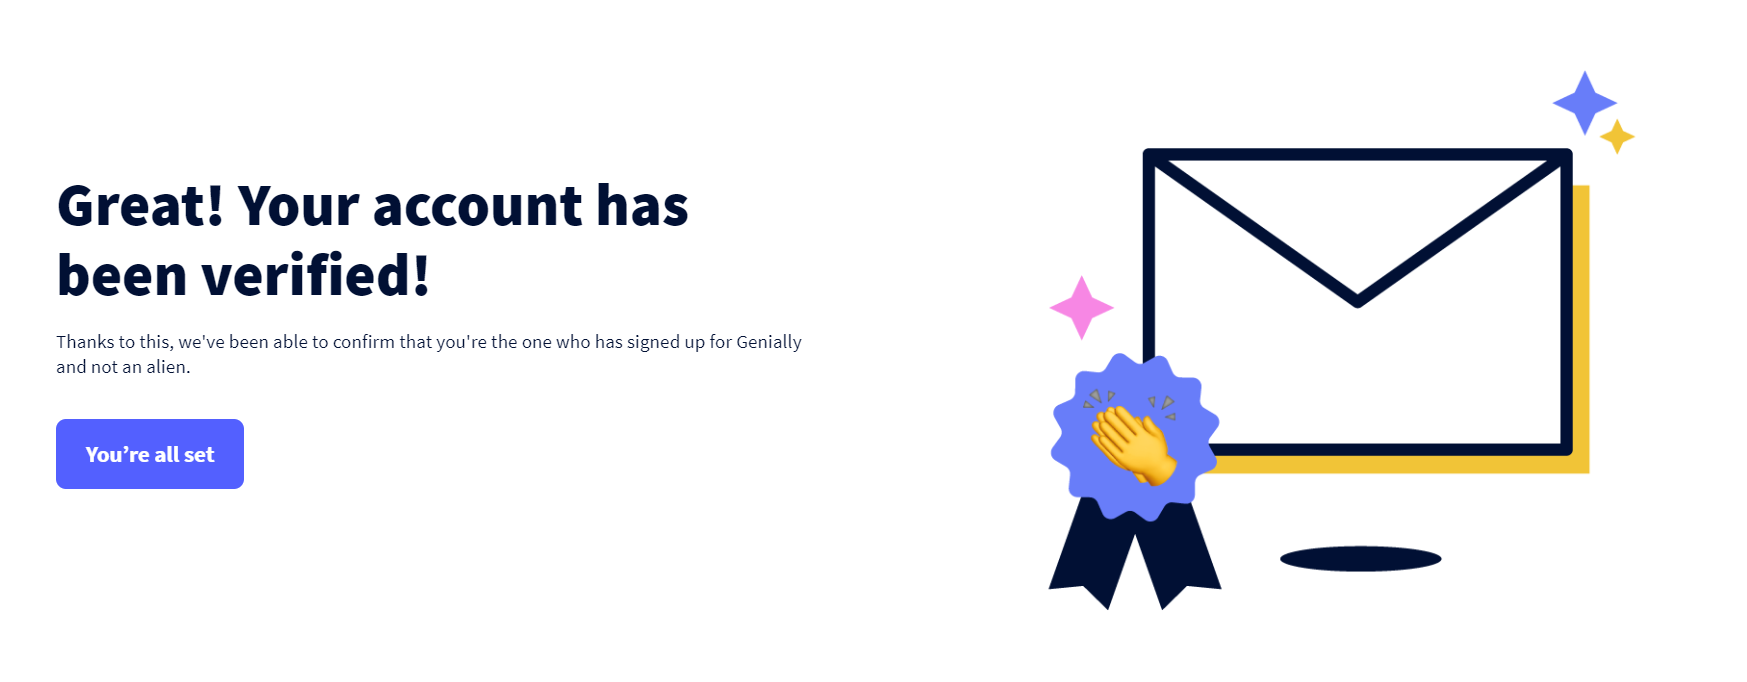 Great! Your account has
been verified!
Thanks to this, we've been able to confirm that you're the one who has signed up for Genially
and not an alien.
You’re all set